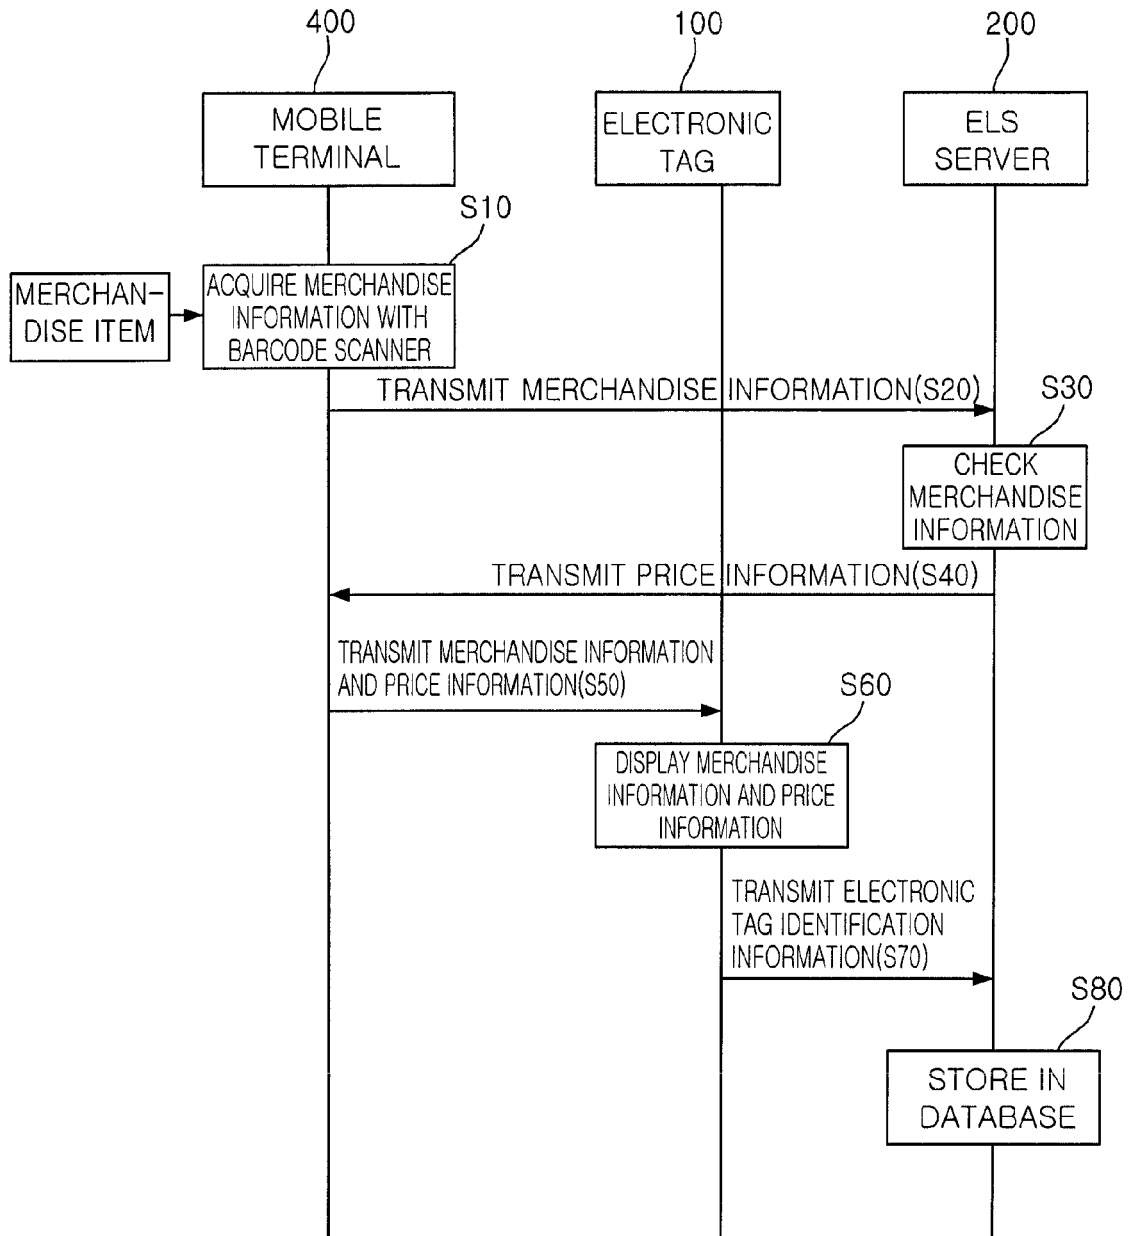 400
100
200
MOBILE
TERMINAL
ELECTRONIC
TAG
ELS
SERVER
S10
MERCHAN-
DISE ITEM
ACQUIRE MERCHANDISE
INFORMATION WITH
BARCODE SCANNER
TRANSMIT MERCHANDISE INFORMATION(S20)
S30
CHECK
MERCHANDISE
INFORMATION
TRANSMIT PRICE INFORMATION(S40)
TRANSMIT MERCHANDISE INFORMATION
AND PRICE INFORMATION(S50)
S60
DISPLAY MERCHANDISE
INFORMATION AND PRICE
INFORMATION
TRANSMIT ELECTRONIC
TAG IDENTIFICATION
INFORMATION(S70)
S80
STORE IN
DATABASE